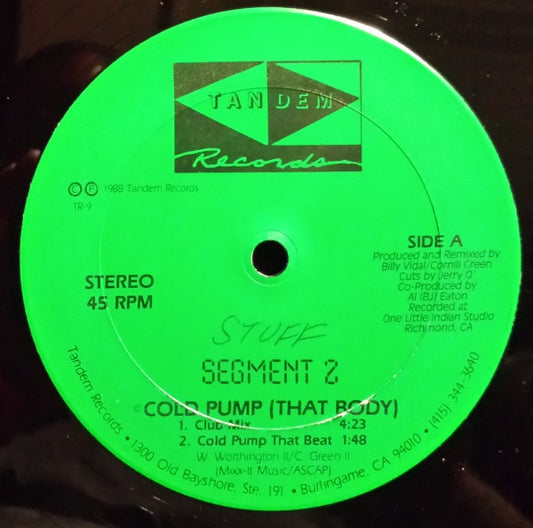 TANDEM
Records
© ℗ 1988 Tandem Records
TR-9
STEREO
45 RPM
SIDE A
Produced and Remixed by
Billy Vidal/Cornill Green
Cuts by Jerry Q
Co-Produced by
Al (BJ) Eaton
Recorded at
One Little Indian Studio
Richmond, CA
STUFF
SEGMENT 2
©COLD PUMP (THAT BODY)
1. Club Mix 4:23
2. Cold Pump That Beat 1:48
W. Worthington II/C. Green II
(Mixx-It Music/ASCAP)
Tandem Records • 1300 Old Bayshore, Ste. 191 • Burlingame, CA 94010 • (415) 344-3640